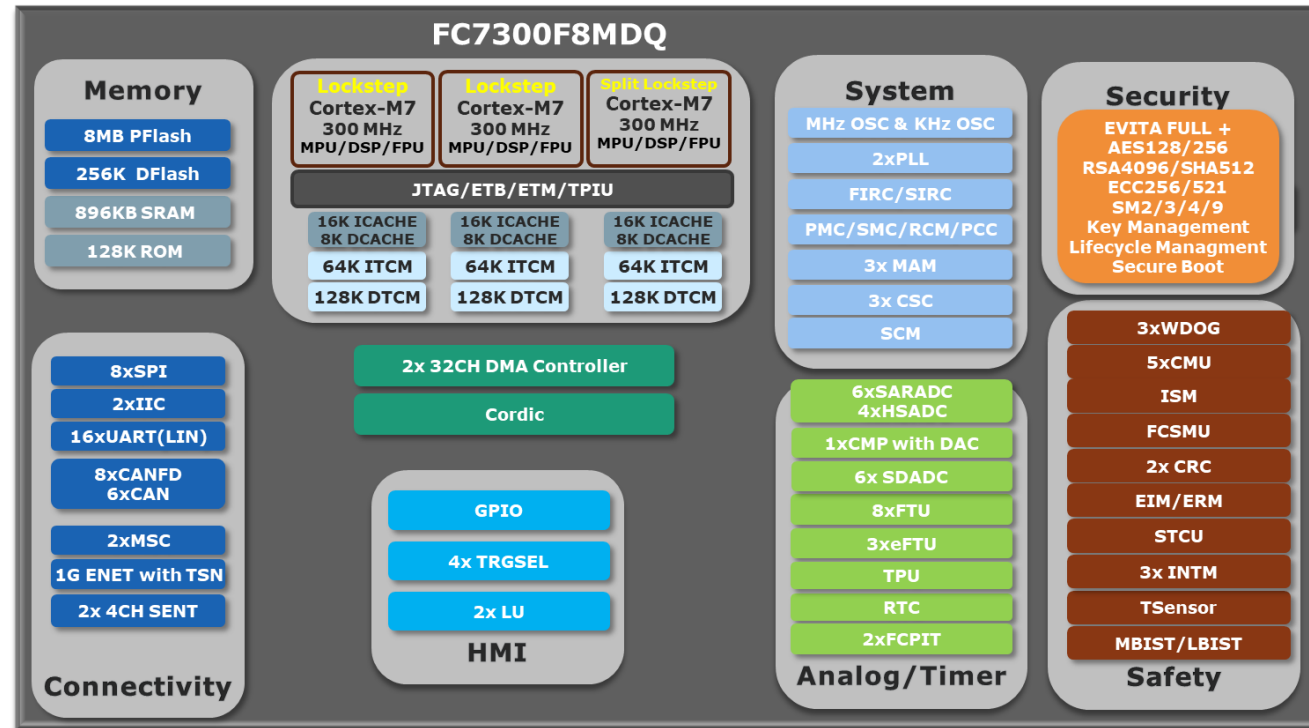 FC7300F8MDQ
Memory
8MB PFlash
256K DFlash
896KB SRAM
128K ROM
Lockstep
Cortex-M7
300 MHz
MPU/DSP/FPU
Lockstep
Cortex-M7
300 MHz
MPU/DSP/FPU
Split Lockstep
Cortex-M7
300 MHz
MPU/DSP/FPU
JTAG/ETB/ETM/TPIU
16K ICACHE
8K DCACHE
64K ITCM
128K DTCM
16K ICACHE
8K DCACHE
64K ITCM
128K DTCM
16K ICACHE
8K DCACHE
64K ITCM
128K DTCM
System
MHz OSC & KHz OSC
2xPLL
FIRC/SIRC
PMC/SMC/RCM/PCC
3x MAM
3x CSC
SCM
Security
EVITA FULL +
AES128/256
RSA4096/SHA512
ECC256/521
SM2/3/4/9
Key Management
Lifecycle Managment
Secure Boot
8xSPI
2xIIC
16xUART(LIN)
8xCANFD
6xCAN
2xMSC
1G ENET with TSN
2x 4CH SENT
Connectivity
2x 32CH DMA Controller
Cordic
GPIO
4x TRGSEL
2x LU
HMI
6xSARADC
4xHSADC
1xCMP with DAC
6x SDADC
8xFTU
3xeFTU
TPU
RTC
2xFCPIT
Analog/Timer
3xWDOG
5xCMU
ISM
FCSMU
2x CRC
EIM/ERM
STCU
3x INTM
TSensor
MBIST/LBIST
Safety